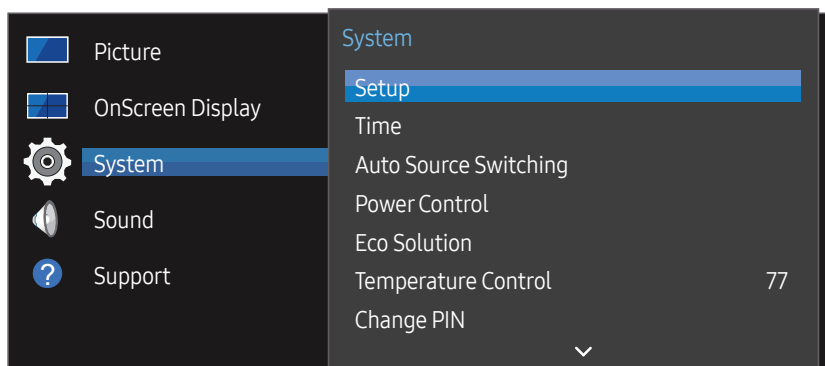 Picture
OnScreen Display
System
Sound
?
Support
System
Setup
Time
Auto Source Switching
Power Control
Eco Solution
Temperature Control 77
Change PIN